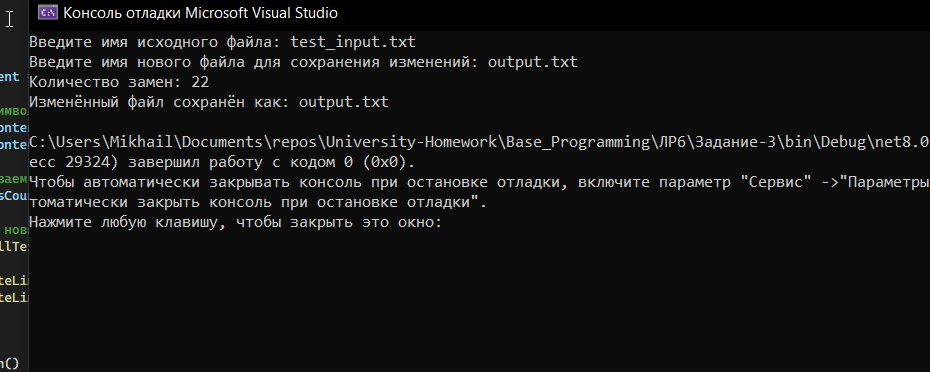 Консоль отладки Microsoft Visual Studio
Введите имя исходного файла: test_input.txt
Введите имя нового файла для сохранения изменений: output.txt
Количество замен: 22
Изменённый файл сохранён как: output.txt
C:\Users\Mikhail\Documents\repos\University-Homework\Base_Programming\ЛР6\Задание-3\bin\Debug\net8.0
есс 29324) завершил работу с кодом 0 (0x0).
Чтобы автоматически закрывать консоль при остановке отладки, включите параметр "Сервис" ->"Параметры
томатически закрыть консоль при остановке отладки".
Нажмите любую клавишу, чтобы закрыть это окно: